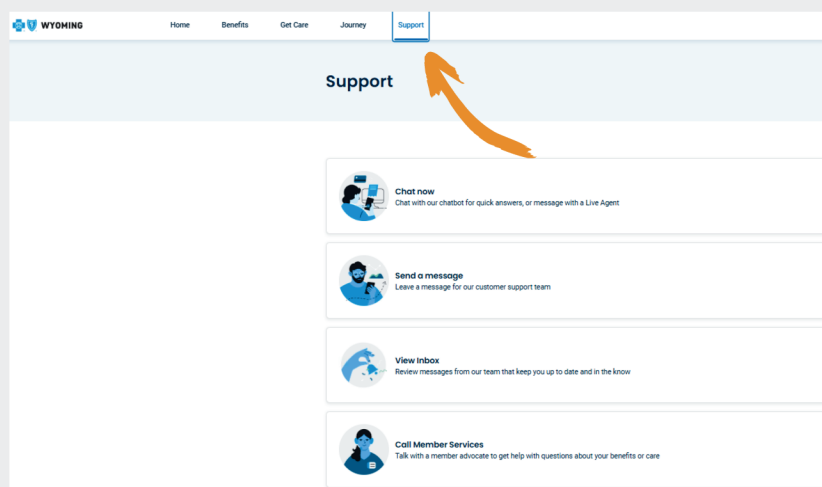 WYOMING
Home
Benefits
Get Care
Journey
Support
Support
Chat now
Chat with our chatbot for quick answers, or message with a Live Agent
Send a message
Leave a message for our customer support team
View Inbox
Review messages from our team that keep you up to date and in the know
Call Member Services
Talk with a member advocate to get help with questions about your benefits or care